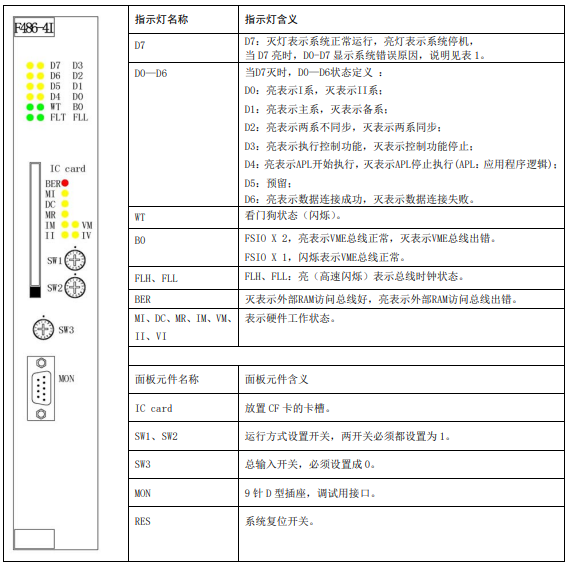 F486-4I
D7 D3
D6 D2
D5 D1
D4 D0
WT B0
FLT FLL
IC card
BER
MI
DC
MR
IM VM
II IV
SW1
SW2
SW3
MON
指示灯名称 指示灯含义
D7 D7：灭灯表示系统正常运行，亮灯表示系统停机，
当 D7 亮时，D0-D7 显示系统错误原因，说明见表 1。
D0—D6 当D7灭时，D0—D6状态定义：
D0：亮表示I系，灭表示II系；
D1：亮表示主系，灭表示备系；
D2：亮表示两系不同步，灭表示两系同步；
D3：亮表示执行控制功能，灭表示控制功能停止；
D4：亮表示APL开始执行，灭表示APL停止执行(APL：应用程序逻辑)；
D5：预留；
D6：亮表示数据连接成功，灭表示数据连接失败。
WT 看门狗状态（闪烁）。
B0 FSIO X 2，亮表示VME总线正常，灭表示VME总线出错。
FSIO X 1，闪烁表示VME总线正常。
FLH、FLL FLH、FLL：亮（高速闪烁）表示总线时钟状态。
BER 灭表示外部RAM访问总线好，亮表示外部RAM访问总线出错。
MI、DC、MR、IM、VM、 表示硬件工作状态。
II、VI
面板元件名称 面板元件含义
IC card 放置 CF 卡的卡槽。
SW1、SW2 运行方式设置开关，两开关必须都设置为 1。
SW3 总输入开关，必须设置成 0。
MON 9 针 D 型插座，调试用接口。
RES 系统复位开关。